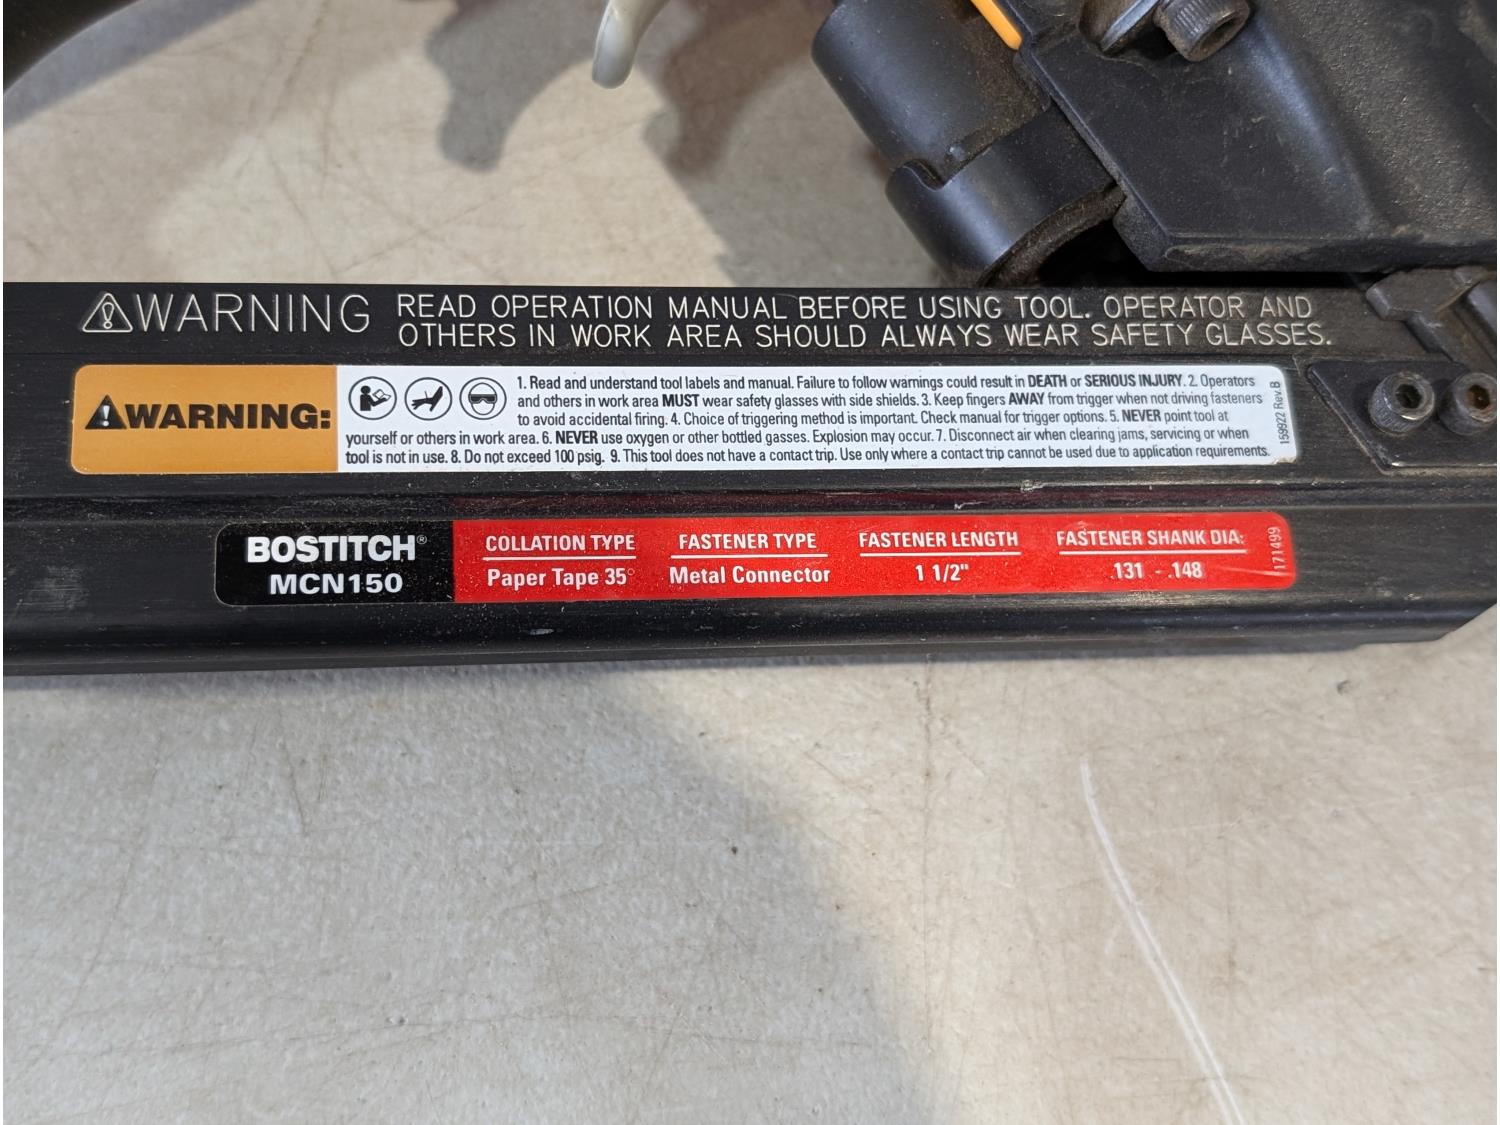 ⚠WARNING READ OPERATION MANUAL BEFORE USING TOOL. OPERATOR AND
OTHERS IN WORK AREA SHOULD ALWAYS WEAR SAFETY GLASSES.
⚠WARNING:
1. Read and understand tool labels and manual. Failure to follow warnings could result in DEATH or SERIOUS INJURY. 2. Operators
and others in work area MUST wear safety glasses with side shields. 3. Keep fingers AWAY from trigger when not driving fasteners
to avoid accidental firing. 4. Choice of triggering method is important. Check manual for trigger options. 5. NEVER point tool at
yourself or others in work area. 6. NEVER use oxygen or other bottled gasses. Explosion may occur. 7. Disconnect air when clearing jams, servicing or when
tool is not in use. 8. Do not exceed 100 psig. 9. This tool does not have a contact trip. Use only where a contact trip cannot be used due to application requirements.
159922 Rev.B
BOSTITCH®
MCN150
COLLATION TYPE
Paper Tape 35°
FASTENER TYPE
Metal Connector
FASTENER LENGTH
1 1/2"
FASTENER SHANK DIA:
.131 - .148
171499